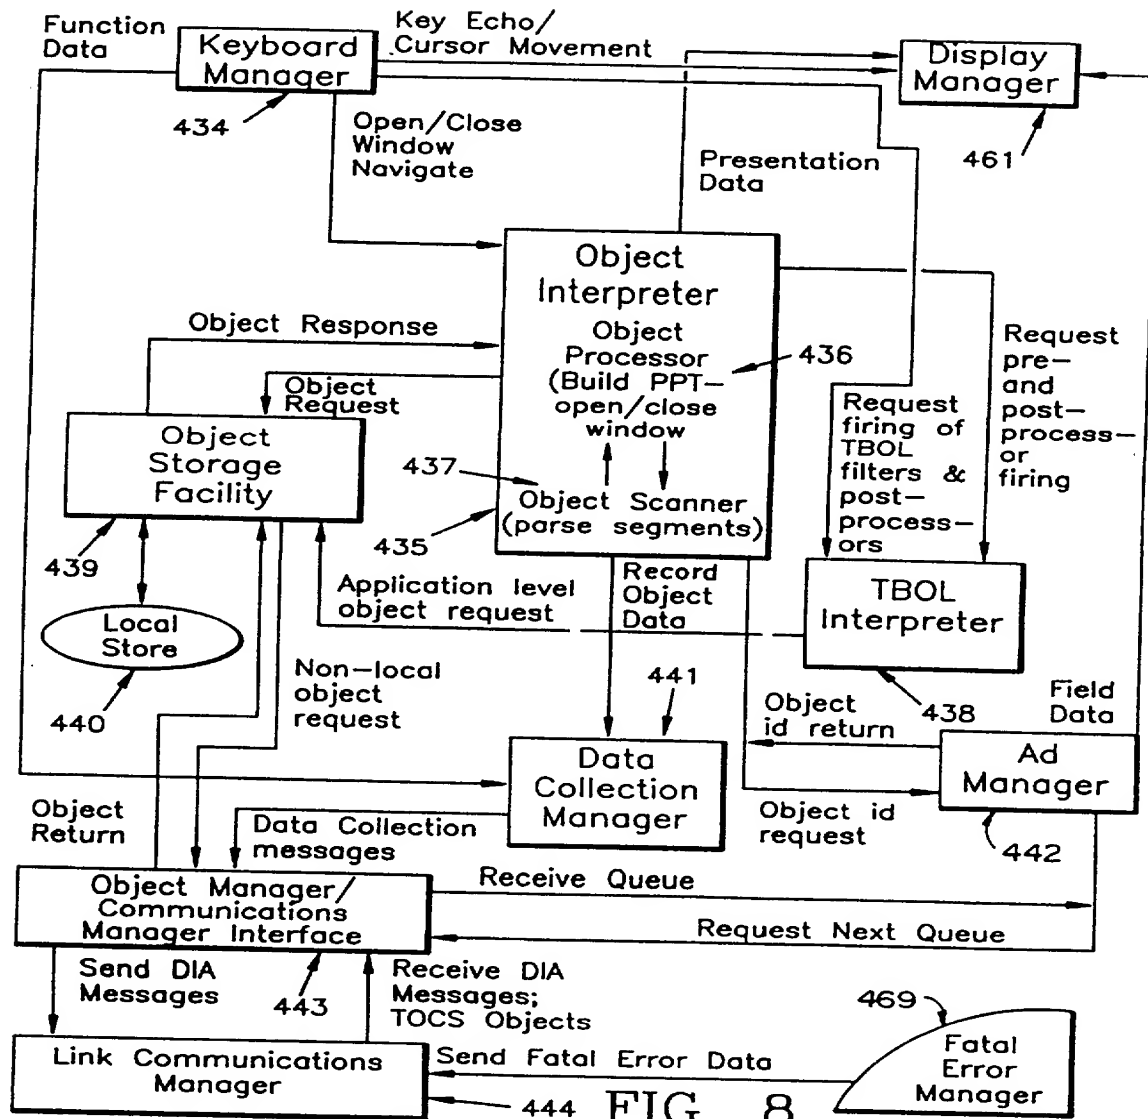 Function
Data
Keyboard
Manager
434
Key Echo/
Cursor Movement
Display
Manager
461
Open/Close
Window
Navigate
Presentation
Data
Object
Interpreter
Object
Processor
(Build PPT-
open/close
window
436
437
Object Scanner
(parse segments)
435
Object Response
Object
Request
Object
Storage
Facility
439
Local
Store
440
Request
firing of
TBOL
filters &
post-
process-
ors
Request
pre-
and
post-
process-
or
firing
Application level
object request
Record
Object
Data
TBOL
Interpreter
438
Non-local
object
request
441
Data
Collection
Manager
Object
id return
Field
Data
Ad
Manager
442
Object id
request
Object
Return
Data Collection
messages
Object Manager/
Communications
Manager Interface
443
Receive Queue
Request Next Queue
Send DIA
Messages
Receive DIA
Messages;
TOCS Objects
469
Fatal
Error
Manager
Link Communications
Manager
Send Fatal Error Data
444
FIG. 8